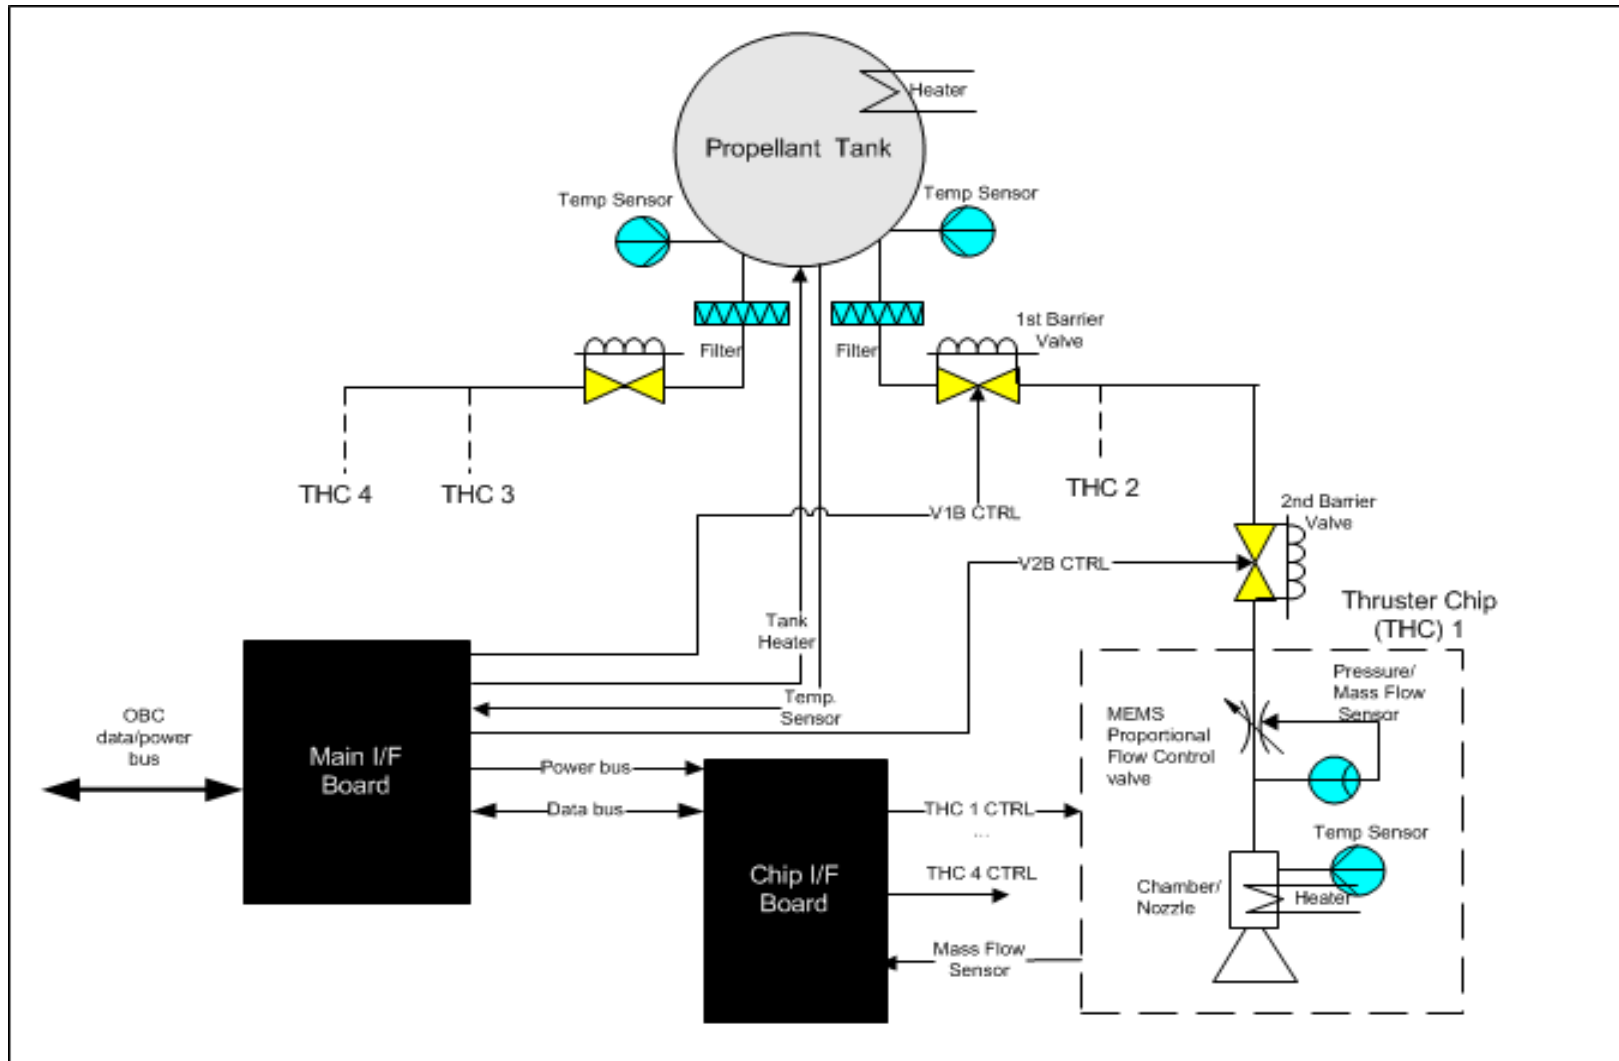 Heater
Propellant Tank
Temp Sensor
Temp Sensor
1st Barrier
Valve
Filter
Filter
THC 4
THC 3
THC 2
V1B CTRL
2nd Barrier
Valve
V2B CTRL
Thruster Chip
(THC) 1
Tank
Heater
Temp.
Sensor
Pressure/
Mass Flow
Sensor
MEMS
Proportional
Flow Control
valve
OBC
data/power
bus
Main I/F
Board
Power bus
Data bus
THC 1 CTRL
...
Temp Sensor
Chip I/F
Board
THC 4 CTRL
Chamber/
Nozzle
Heater
Mass Flow
Sensor